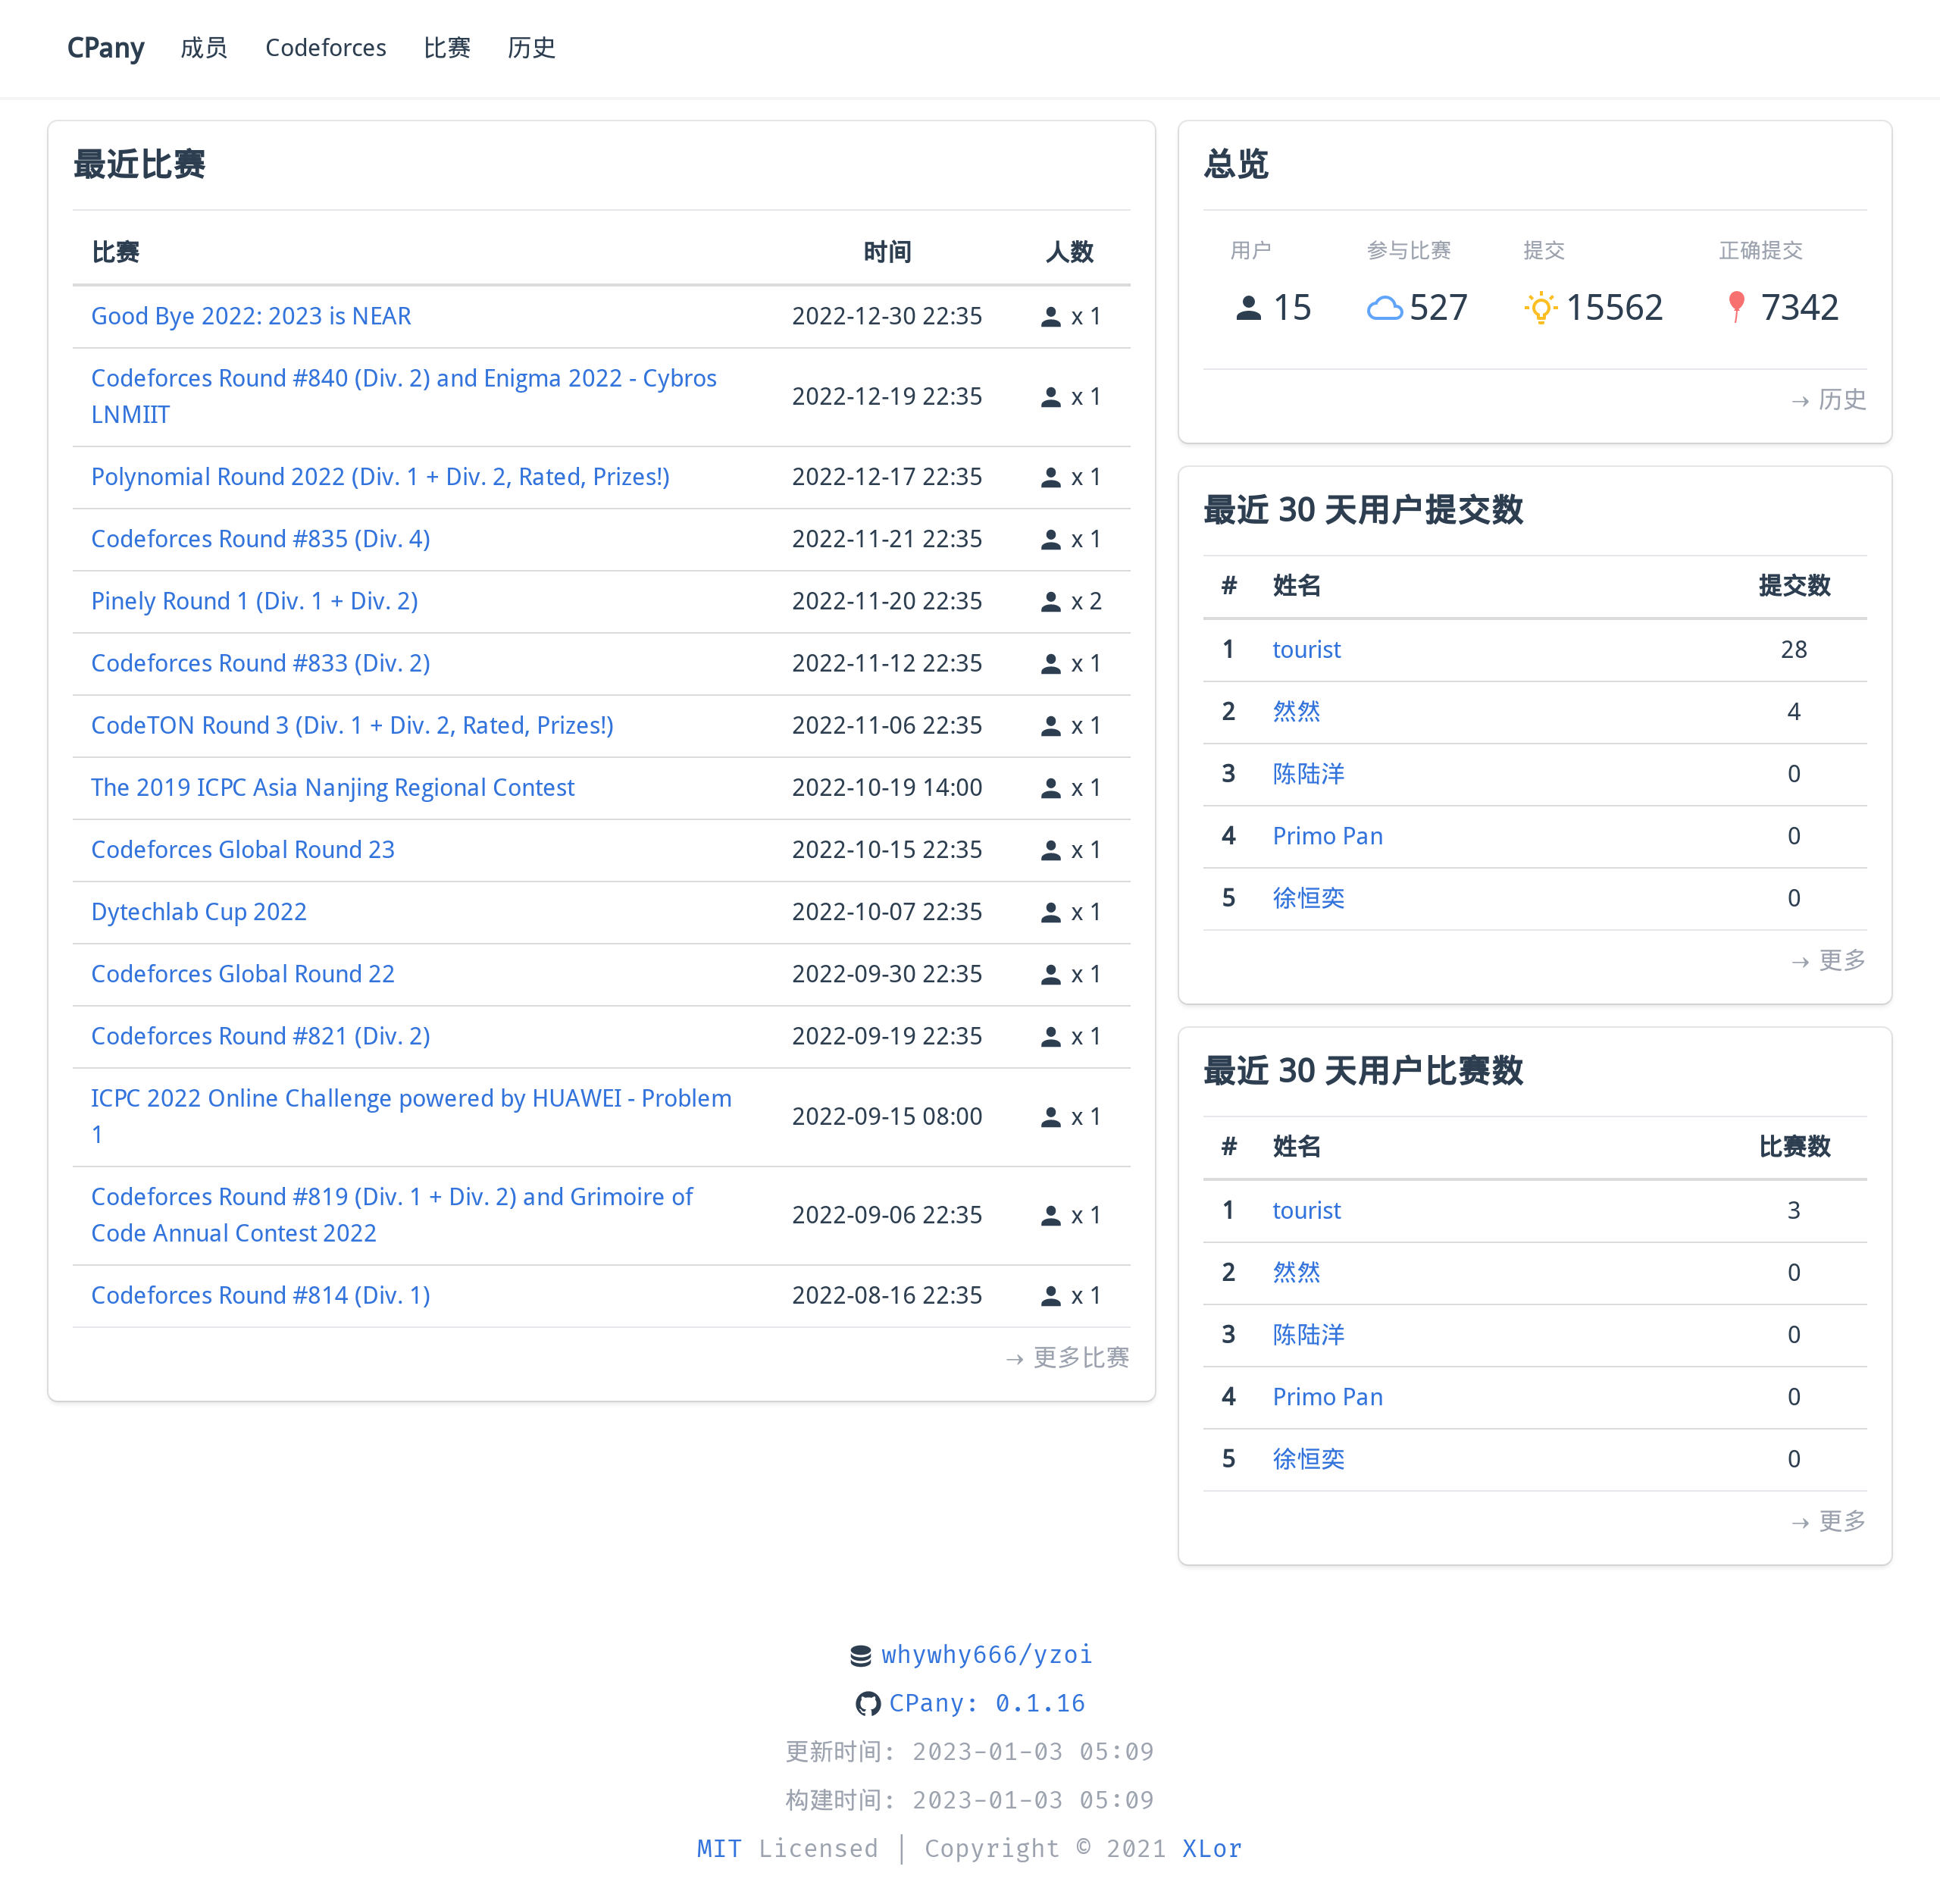 CPany 成员 Codeforces 比赛 历史
最近比赛
比赛 时间 人数
Good Bye 2022: 2023 is NEAR 2022-12-30 22:35 x 1
Codeforces Round #840 (Div. 2) and Enigma 2022 - Cybros
LNMIIT 2022-12-19 22:35 x 1
Polynomial Round 2022 (Div. 1 + Div. 2, Rated, Prizes!) 2022-12-17 22:35 x 1
Codeforces Round #835 (Div. 4) 2022-11-21 22:35 x 1
Pinely Round 1 (Div. 1 + Div. 2) 2022-11-20 22:35 x 2
Codeforces Round #833 (Div. 2) 2022-11-12 22:35 x 1
CodeTON Round 3 (Div. 1 + Div. 2, Rated, Prizes!) 2022-11-06 22:35 x 1
The 2019 ICPC Asia Nanjing Regional Contest 2022-10-19 14:00 x 1
Codeforces Global Round 23 2022-10-15 22:35 x 1
Dytechlab Cup 2022 2022-10-07 22:35 x 1
Codeforces Global Round 22 2022-09-30 22:35 x 1
Codeforces Round #821 (Div. 2) 2022-09-19 22:35 x 1
ICPC 2022 Online Challenge powered by HUAWEI - Problem
1 2022-09-15 08:00 x 1
Codeforces Round #819 (Div. 1 + Div. 2) and Grimoire of
Code Annual Contest 2022 2022-09-06 22:35 x 1
Codeforces Round #814 (Div. 1) 2022-08-16 22:35 x 1
→ 更多比赛
总览
用户 参与比赛 提交 正确提交
15 527 15562 7342
→ 历史
最近 30 天用户提交数
# 姓名 提交数
1 tourist 28
2 然然 4
3 陈陆洋 0
4 Primo Pan 0
5 徐恒奕 0
→ 更多
最近 30 天用户比赛数
# 姓名 比赛数
1 tourist 3
2 然然 0
3 陈陆洋 0
4 Primo Pan 0
5 徐恒奕 0
→ 更多
whywhy666/yzoi
CPany: 0.1.16
更新时间: 2023-01-03 05:09
构建时间: 2023-01-03 05:09
MIT Licensed | Copyright © 2021 XLor